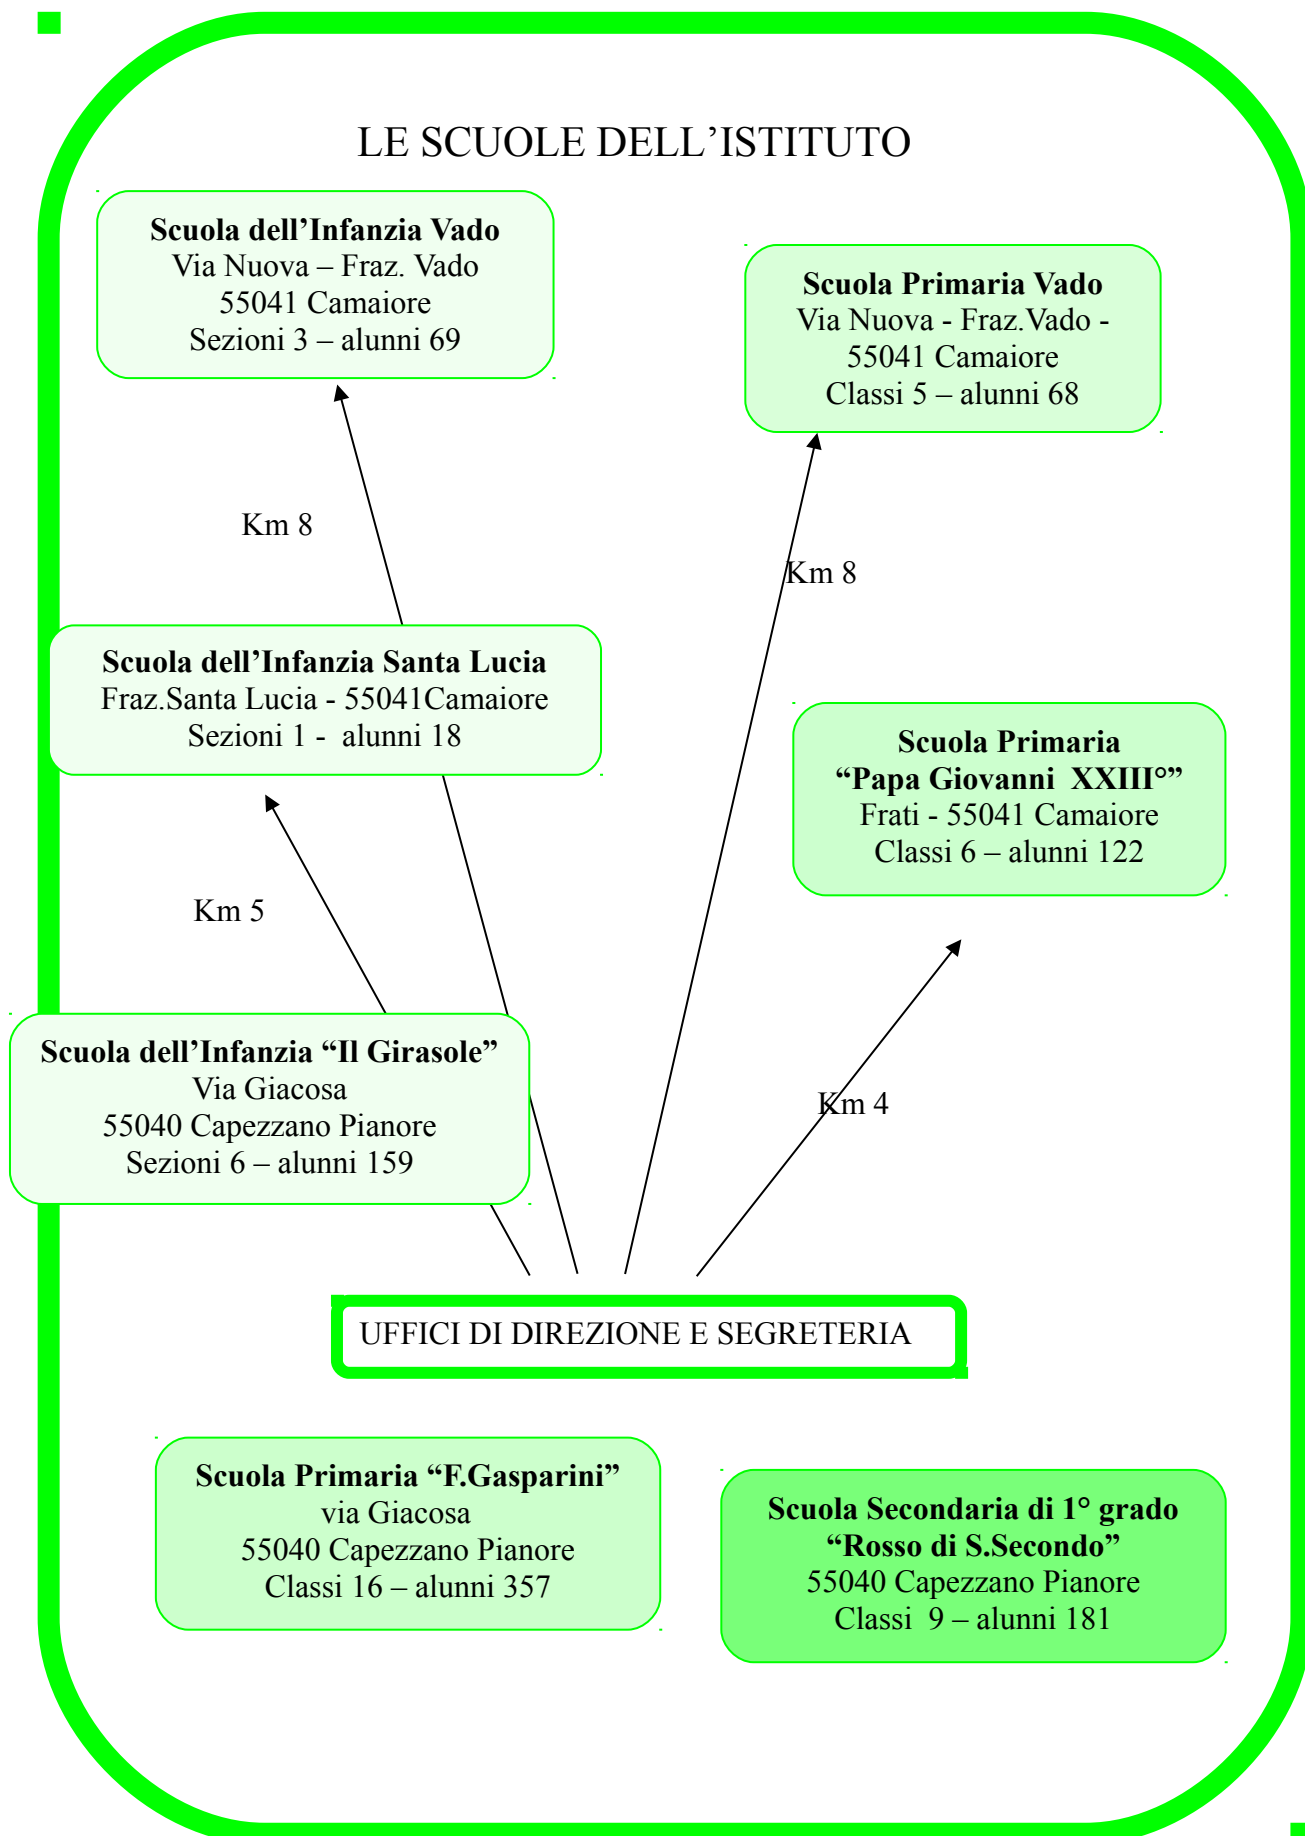 LE SCUOLE DELL’ISTITUTO
Scuola dell’Infanzia Vado
Via Nuova – Fraz. Vado
55041 Camaiore
Sezioni 3 – alunni 69
Scuola Primaria Vado
Via Nuova - Fraz.Vado -
55041 Camaiore
Classi 5 – alunni 68
Km 8
Km 8
Scuola dell’Infanzia Santa Lucia
Fraz.Santa Lucia - 55041Camaiore
Sezioni 1 -  alunni 18
Scuola Primaria
“Papa Giovanni  XXIII°”
Frati - 55041 Camaiore
Classi 6 – alunni 122
Km 5
Scuola dell’Infanzia “Il Girasole”
Via Giacosa
55040 Capezzano Pianore
Sezioni 6 – alunni 159
Km 4
UFFICI DI DIREZIONE E SEGRETERIA
Scuola Primaria “F.Gasparini”
via Giacosa
55040 Capezzano Pianore
Classi 16 – alunni 357
Scuola Secondaria di 1° grado
“Rosso di S.Secondo”
55040 Capezzano Pianore
Classi  9 – alunni 181